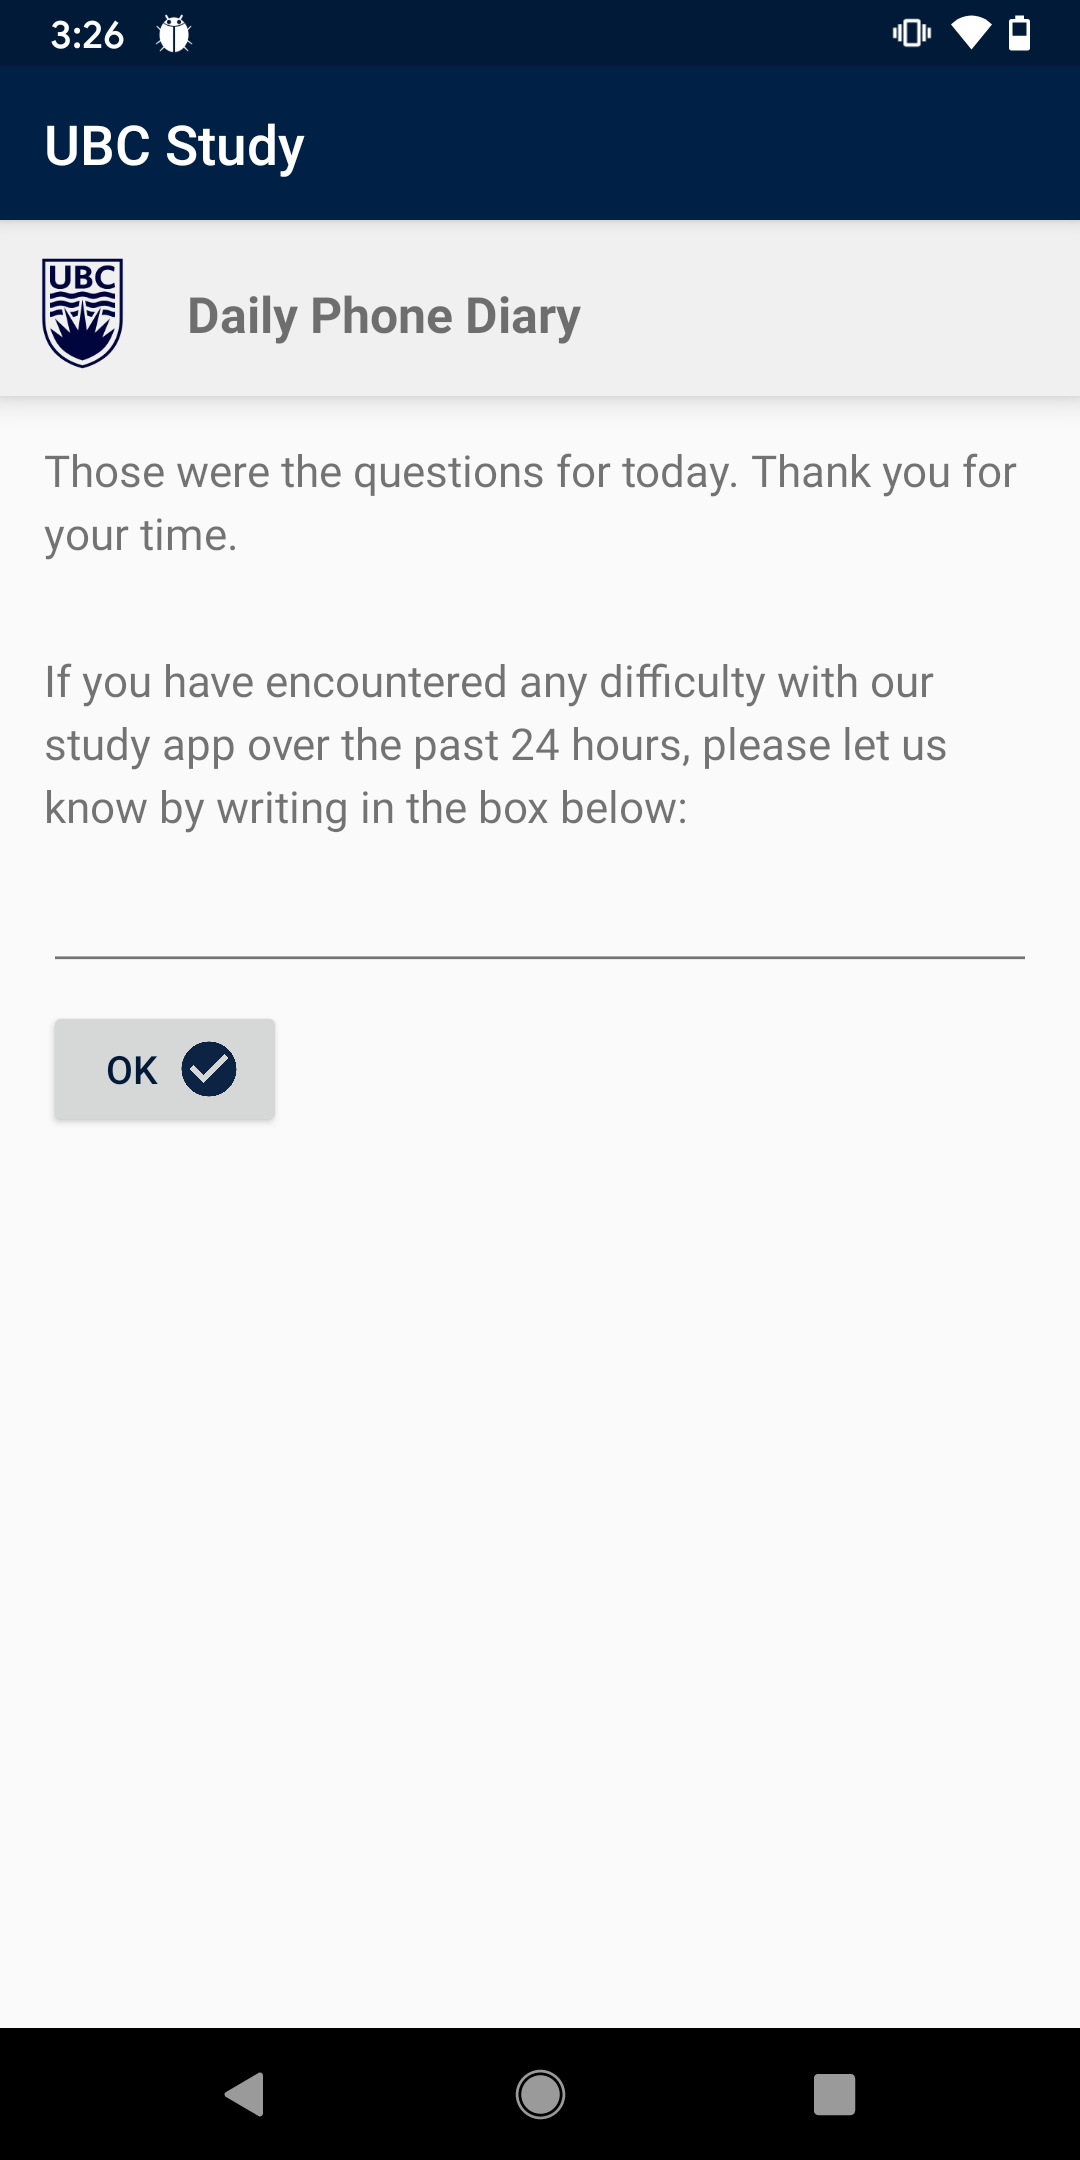 3:26
UBC Study
UBC
Daily Phone Diary
Those were the questions for today. Thank you for
your time.
If you have encountered any difficulty with our
study app over the past 24 hours, please let us
know by writing in the box below:
OK